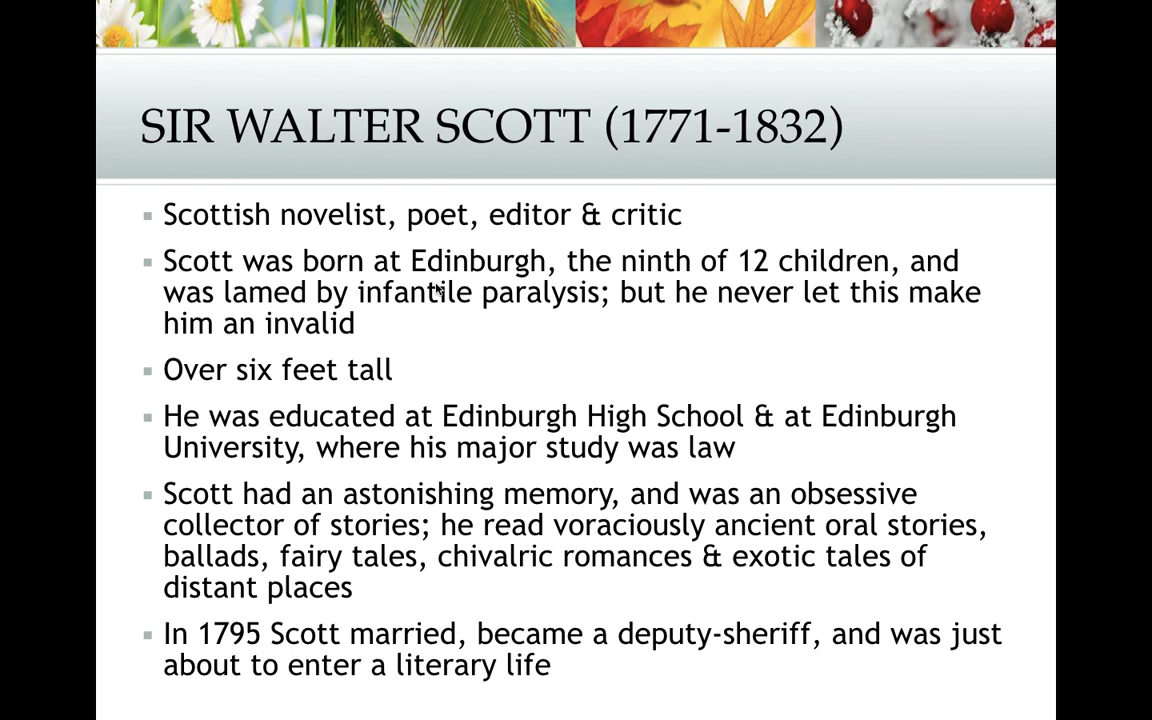 SIR WALTER SCOTT (1771-1832)
Scottish novelist, poet, editor & critic
Scott was born at Edinburgh, the ninth of 12 children, and
was lamed by infantile paralysis; but he never let this make
him an invalid
Over six feet tall
He was educated at Edinburgh High School & at Edinburgh
University, where his major study was law
Scott had an astonishing memory, and was an obsessive
collector of stories; he read voraciously ancient oral stories,
ballads, fairy tales, chivalric romances & exotic tales of
distant places
In 1795 Scott married, became a deputy-sheriff, and was just
about to enter a literary life